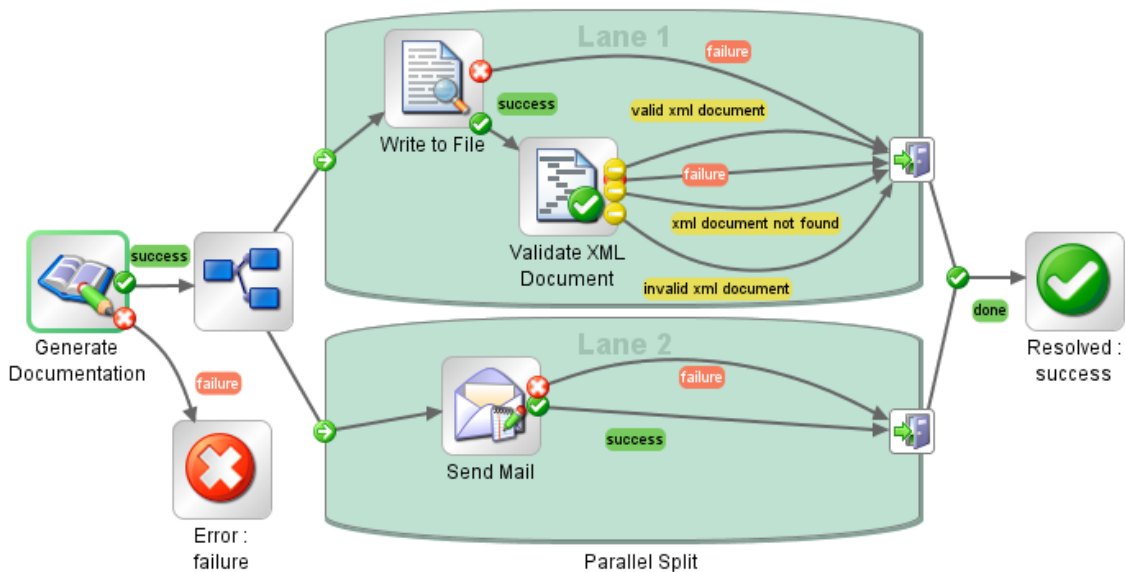 Lane 1
failure
success
valid xml document
Write to File
failure
xml document not found
Validate XML
Document
invalid xml document
success
Generate
Documentation
failure
Error :
failure
Lane 2
failure
success
Send Mail
Parallel Split
done
Resolved :
success